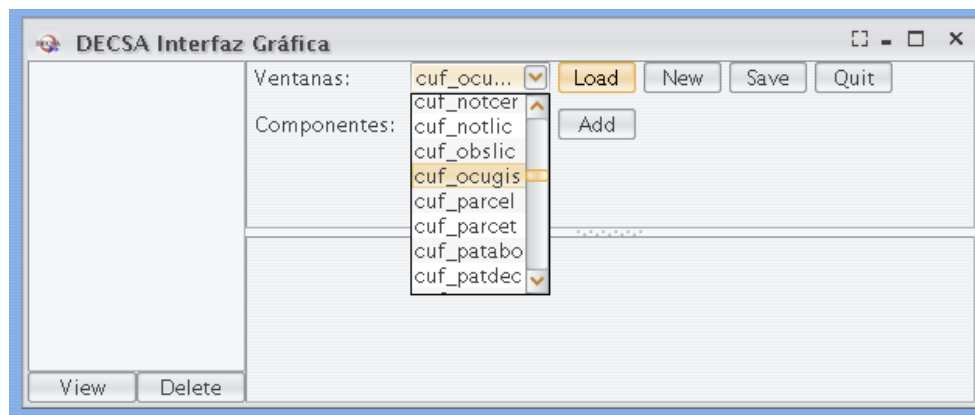 DECSA Interfaz Gráfica
Ventanas: cuf_ocu... Load New Save Quit
cuf_notcer
Componentes: cuf_notlic Add
cuf_obslic
cuf_ocugis
cuf_parcel
cuf_parcet
cuf_patabo
cuf_patdec
View Delete